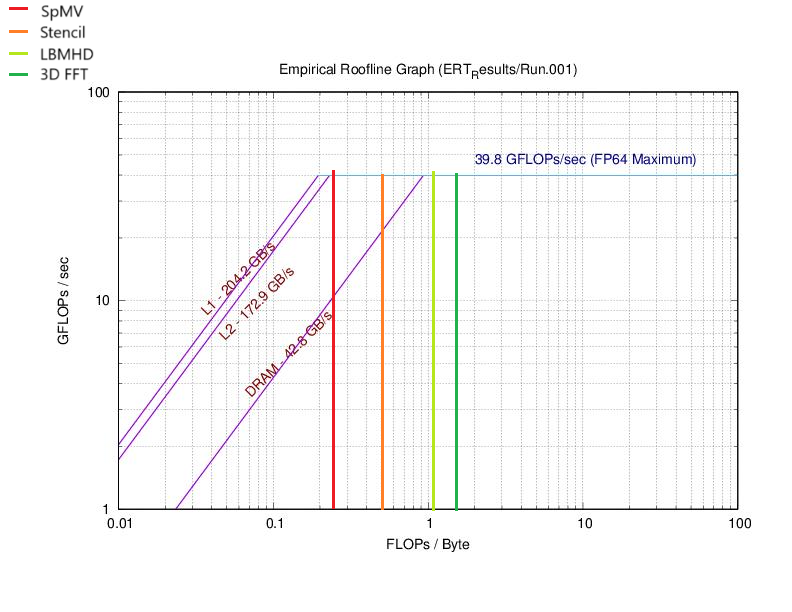 SpMV
Stencil
LBMHD
3D FFT
Empirical Roofline Graph (ERTResults/Run.001)
100
39.8 GFLOPs/sec (FP64 Maximum)
L1 - 204.2 GB/s
L2 - 172.9 GB/s
DRAM - 42.8 GB/s
GFLOPs / sec
10
1
0.01
0.1
1
10
100
FLOPs / Byte